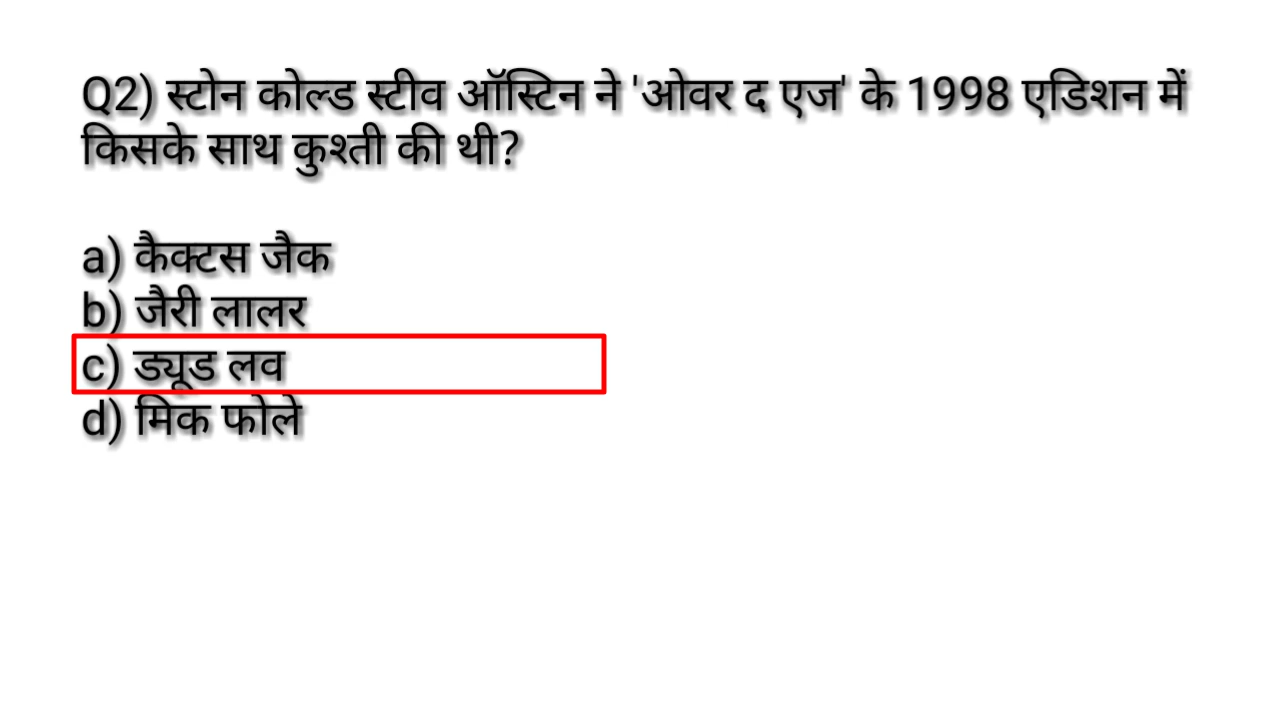 Q2) स्टोन कोल्ड स्टीव ऑस्टिन ने 'ओवर द एज' के 1998 एडिशन में
किसके साथ कुश्ती की थी?
a) कैक्टस जैक
b) जैरी लालर
c) ड्यूड लव
d) मिक फोले